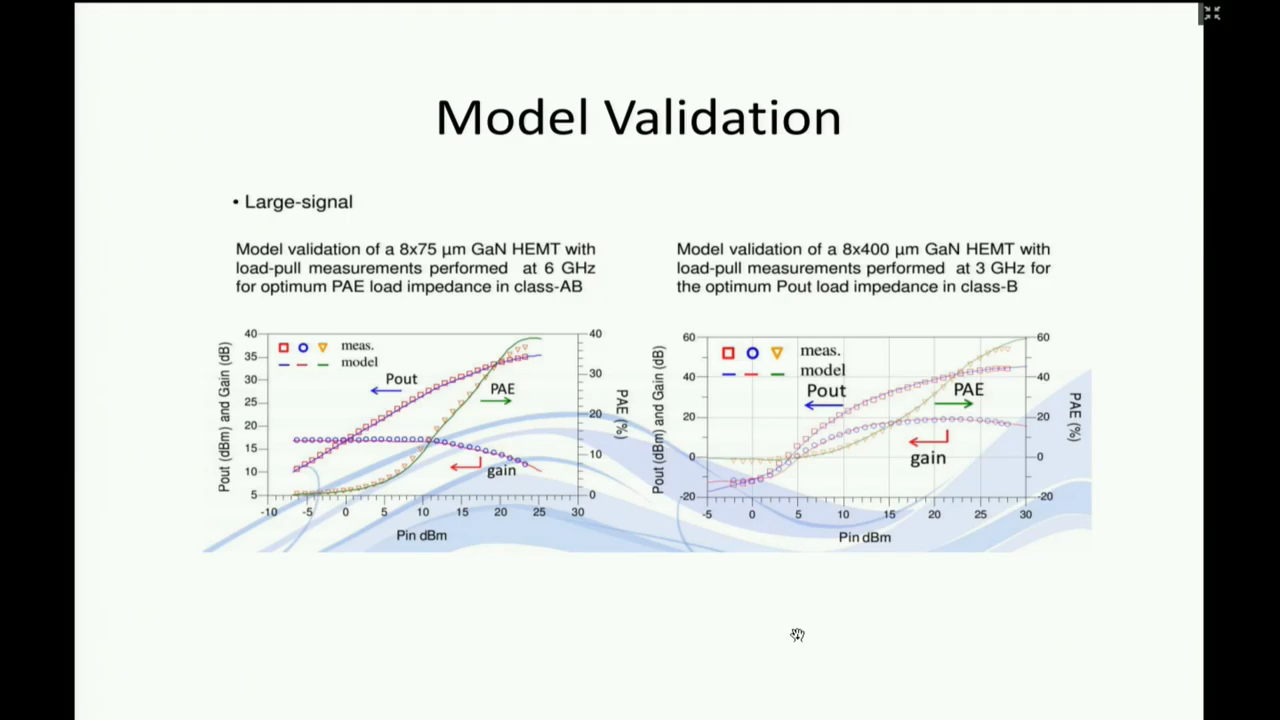 Model Validation
• Large-signal
Model validation of a 8x75 µm GaN HEMT with
load-pull measurements performed at 6 GHz
for optimum PAE load impedance in class-AB
Model validation of a 8x400 µm GaN HEMT with
load-pull measurements performed at 3 GHz for
the optimum Pout load impedance in class-B
40
35
30
25
20
15
10
5
Pout (dBm) and Gain (dB)
meas.
model
Pout
PAE
gain
40
30
20
10
0
PAE (%)
-10
-5
0
5
10
15
20
25
30
Pin dBm
60
40
20
0
-20
Pout (dBm) and Gain (dB)
meas.
model
Pout
PAE
gain
60
40
20
0
-20
PAE (%)
-5
0
5
10
15
20
25
30
Pin dBm